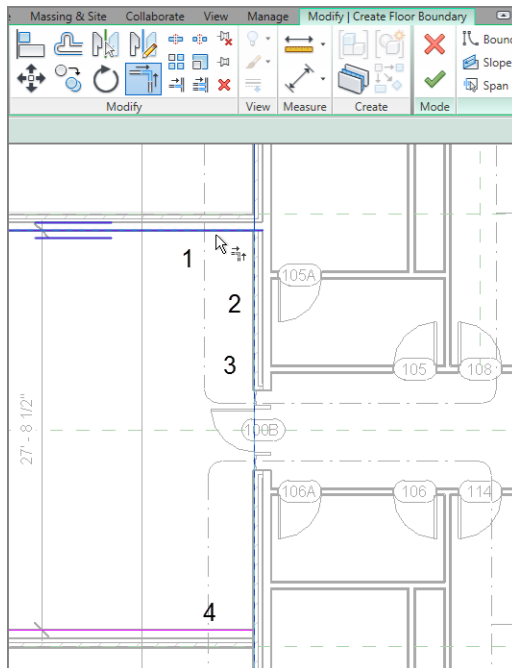 Massing & Site Collaborate View Manage Modify | Create Floor Boundary
Slope
Span
Modify View Measure Create Mode
1
105A
2
3
105 108
27' - 8 1/2"
100B
106A 106 114
4